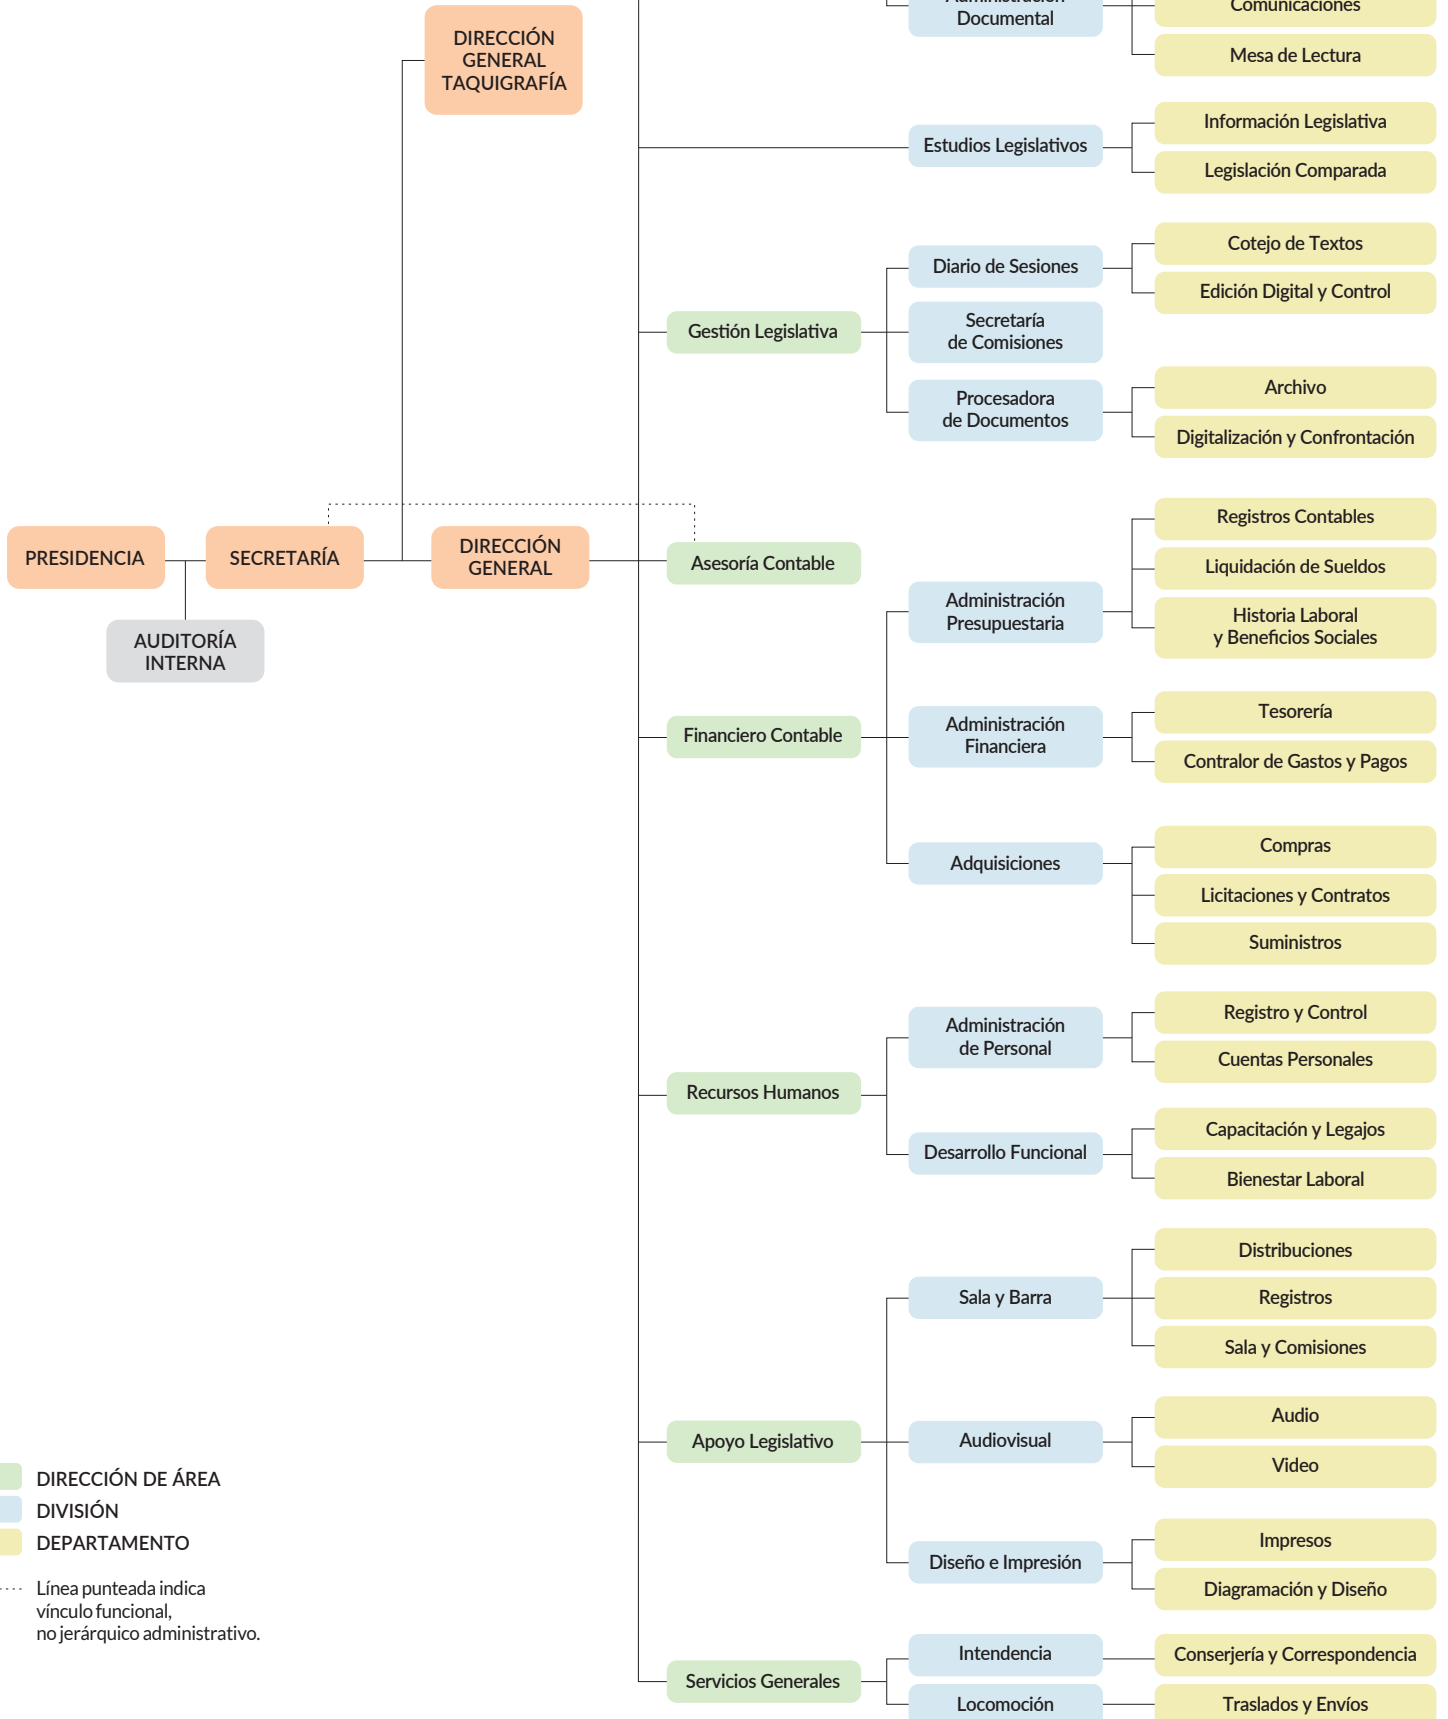 Administración
Documental
Comunicaciones
Mesa de Lectura
DIRECCIÓN
GENERAL
TAQUIGRAFÍA
Estudios Legislativos
Información Legislativa
Legislación Comparada
Gestión Legislativa
Diario de Sesiones
Cotejo de Textos
Edición Digital y Control
Secretaría
de Comisiones
Procesadora
de Documentos
Archivo
Digitalización y Confrontación
PRESIDENCIA
SECRETARÍA
DIRECCIÓN
GENERAL
AUDITORÍA
INTERNA
Asesoría Contable
Financiero Contable
Administración
Presupuestaria
Registros Contables
Liquidación de Sueldos
Historia Laboral
y Beneficios Sociales
Administración
Financiera
Tesorería
Contralor de Gastos y Pagos
Adquisiciones
Compras
Licitaciones y Contratos
Suministros
Recursos Humanos
Administración
de Personal
Registro y Control
Cuentas Personales
Desarrollo Funcional
Capacitación y Legajos
Bienestar Laboral
Apoyo Legislativo
Sala y Barra
Distribuciones
Registros
Sala y Comisiones
Audiovisual
Audio
Video
Diseño e Impresión
Impresos
Diagramación y Diseño
Servicios Generales
Intendencia
Conserjería y Correspondencia
Locomoción
Traslados y Envíos
DIRECCIÓN DE ÁREA
DIVISIÓN
DEPARTAMENTO
Línea punteada indica
vínculo funcional,
no jerárquico administrativo.